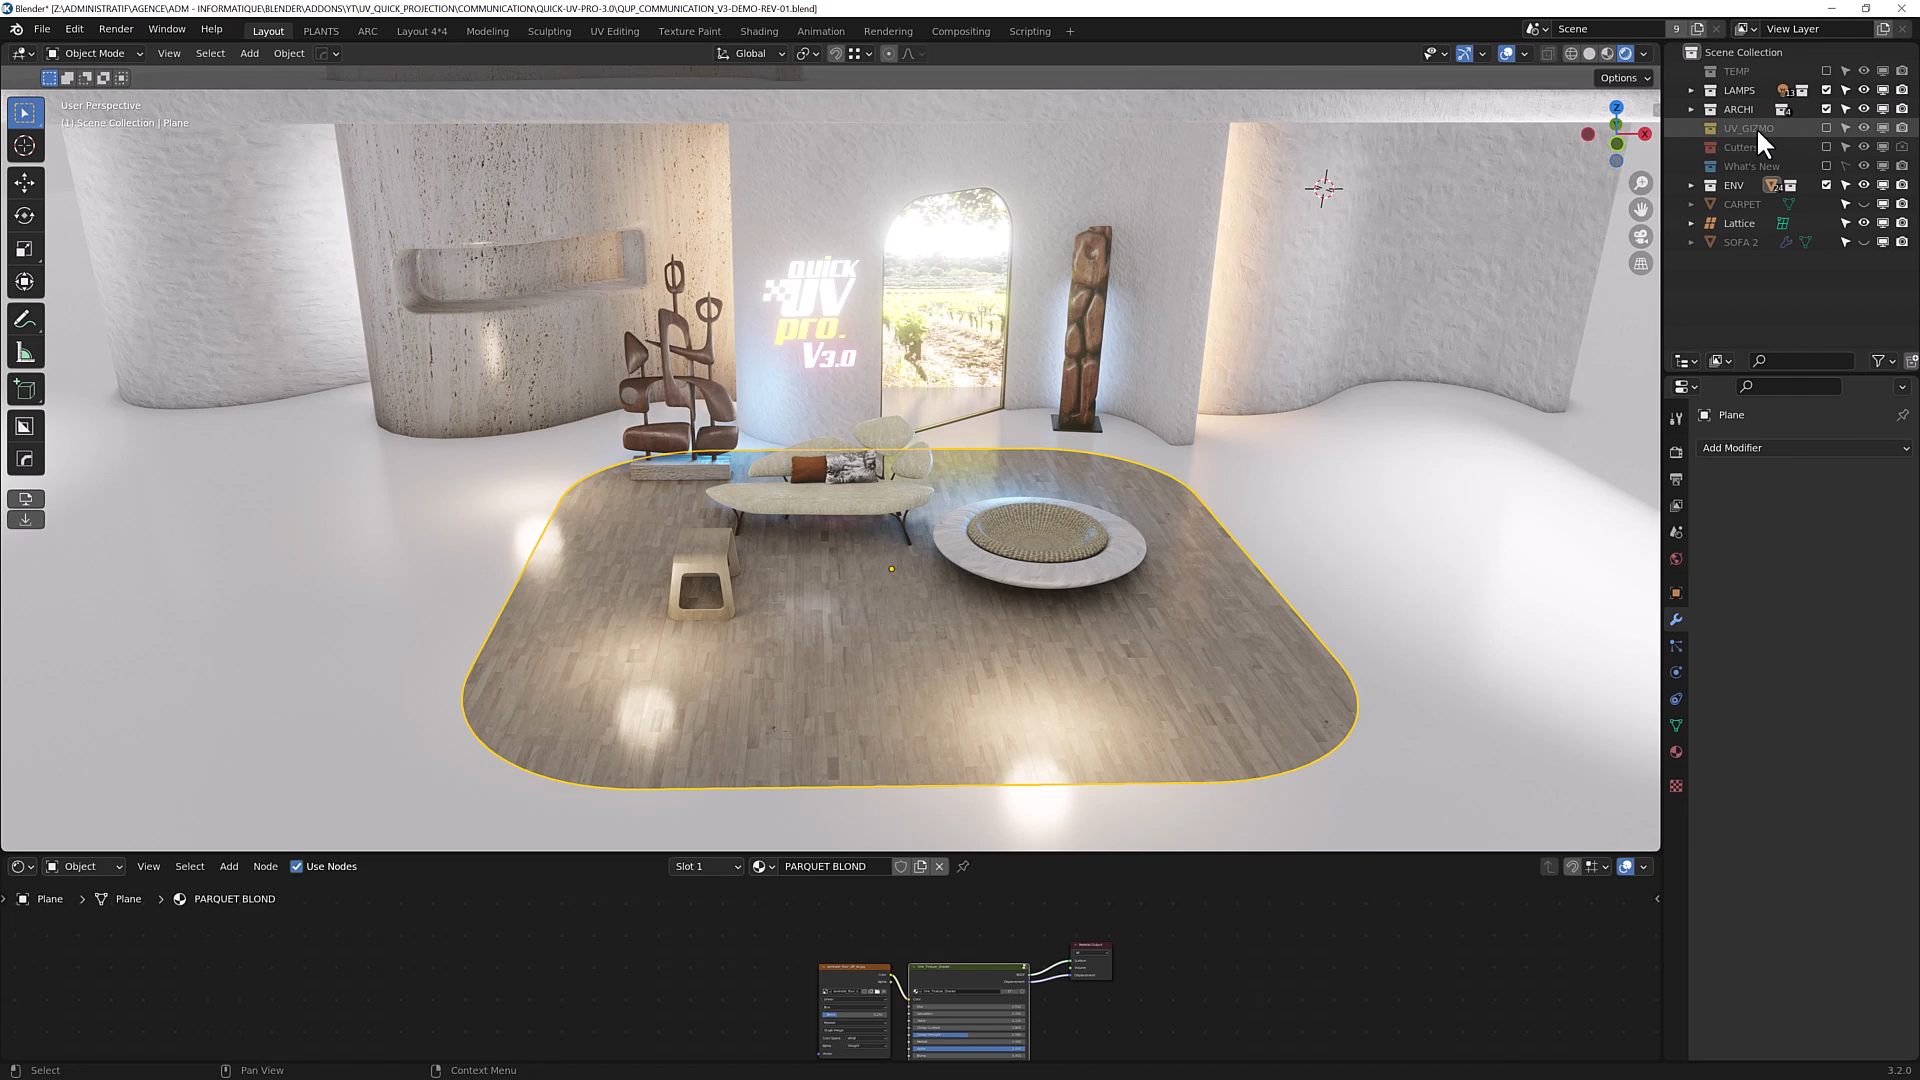 Blender* [Z:\ADMINISTRATIF\AGENCE\ADM - INFORMATIQUE\BLENDER\ADDONS\YT\UV_QUICK_PROJECTION\COMMUNICATION\QUICK-UV-PRO-3.0\QUP_COMMUNICATION_V3-DEMO-REV-01.blend]
File Edit Render Window Help Layout PLANTS ARC Layout 4*4 Modeling Sculpting UV Editing Texture Paint Shading Animation Rendering Compositing Scripting + Scene 9 View Layer
Object Mode View Select Add Object Global
Options
User Perspective
(1) Scene Collection | Plane
Z
X
QUICK
UV
pro.
V3.0
Scene Collection
TEMP
LAMPS 13
ARCHI 4
UV_GIZMO
Cutters
What's New
ENV 24
CARPET
Lattice
SOFA 2
Plane
Add Modifier
Object View Select Add Node Use Nodes Slot 1 PARQUET BLOND
Plane > Plane > PARQUET BLOND
Select Pan View Context Menu 3.2.0